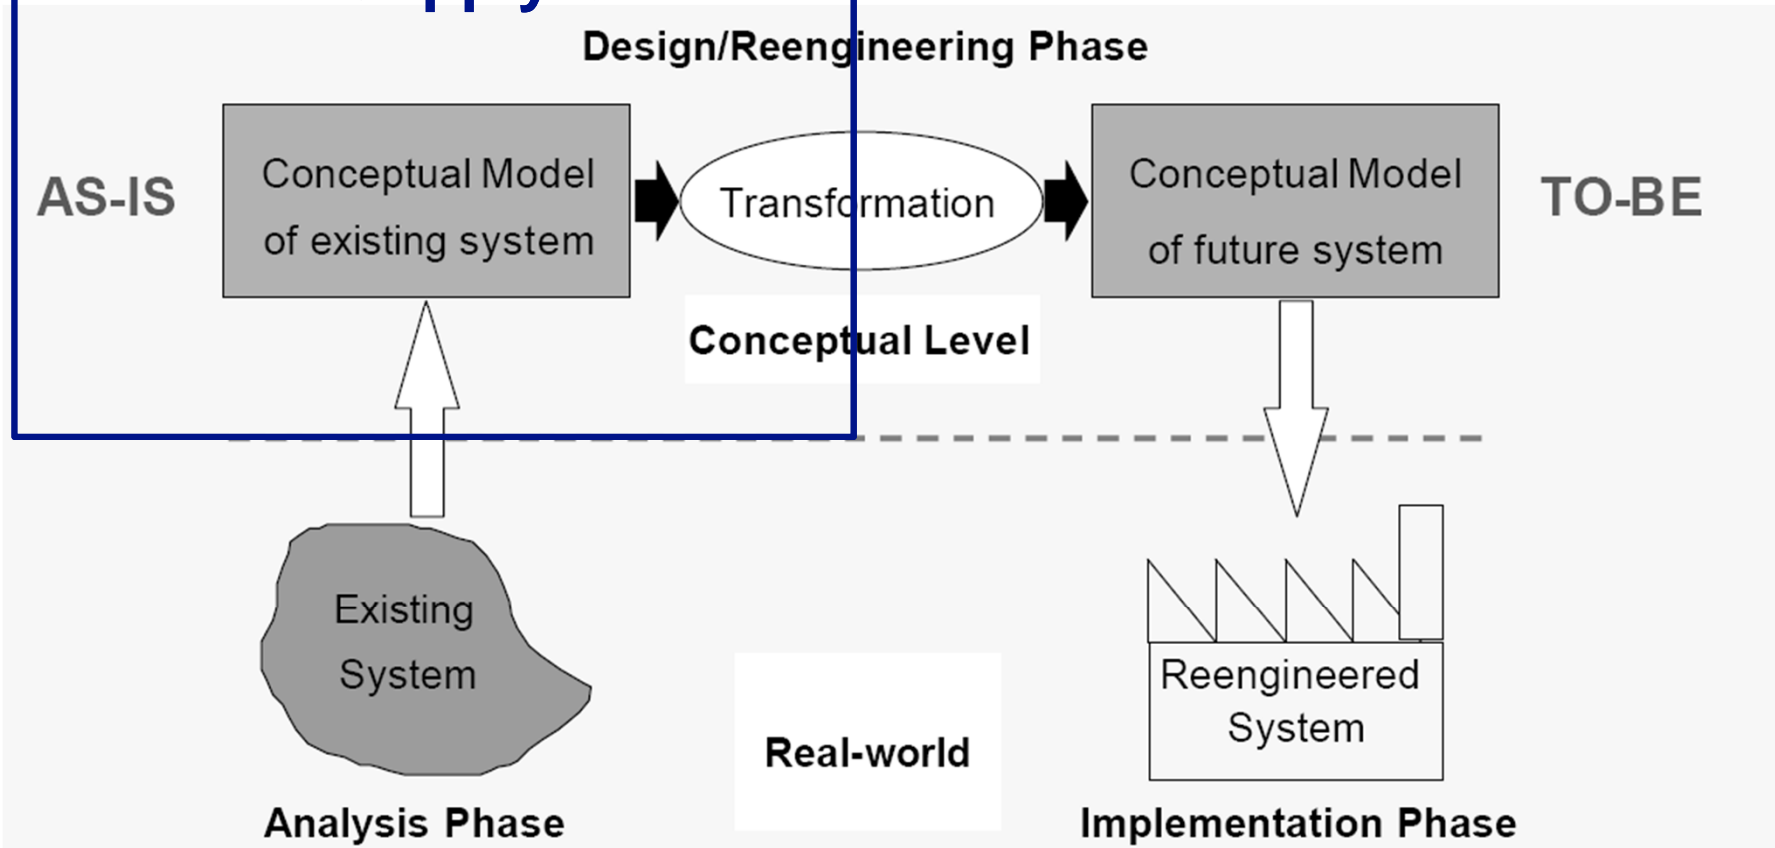 Design/Reengineering Phase
AS-IS
Conceptual Model
of existing system
Transformation
Conceptual Model
of future system
TO-BE
Conceptual Level
Existing
System
Real-world
Reengineered
System
Analysis Phase
Implementation Phase